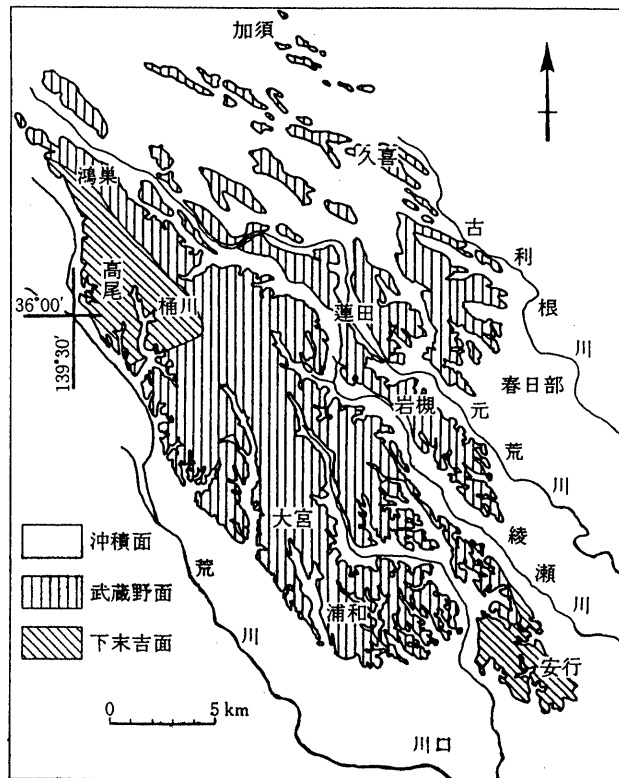 加須
久喜
鴻巣
古利根川
高尾
桶川
蓮田
36°00′
139°30′
春日部
岩槻
元荒川
綾瀬川
大宮
荒川
浦和
安行
川口
沖積面
武蔵野面
下末吉面
0 5 km